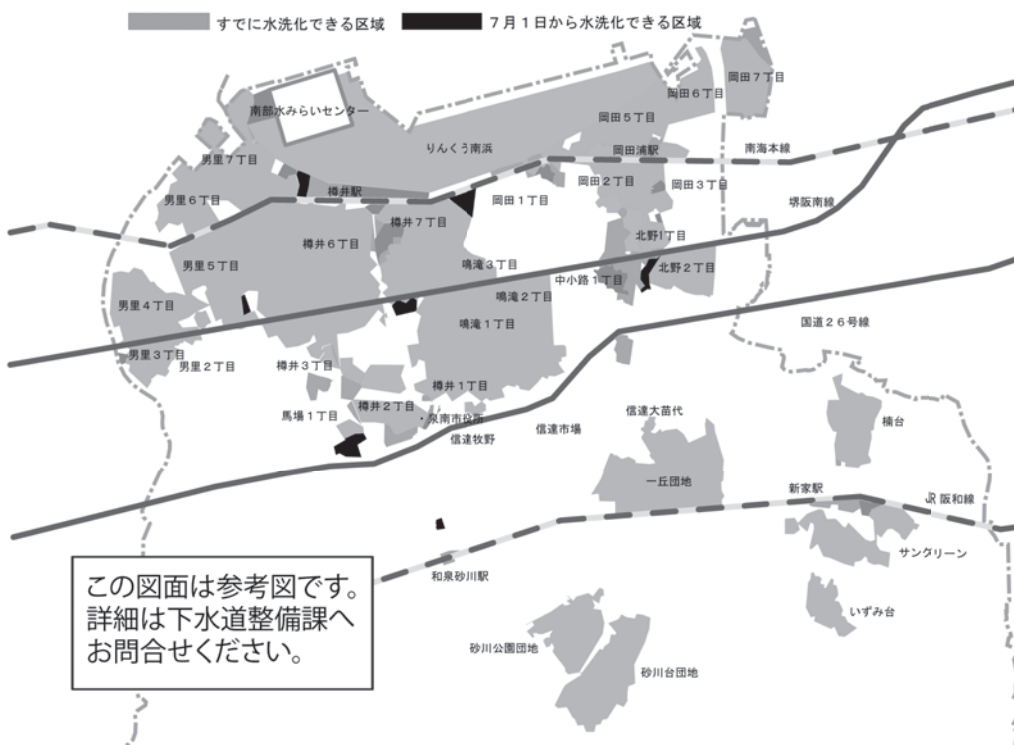 すでに水洗化できる区域
７月１日から水洗化できる区域
岡田７丁目
岡田６丁目
南部水みらいセンター
岡田５丁目
りんくう南浜
岡田浦駅
南海本線
男里７丁目
樽井駅
岡田２丁目
岡田３丁目
男里６丁目
岡田１丁目
堺阪南線
樽井７丁目
樽井６丁目
北野1丁目
男里５丁目
鳴滝３丁目
北野２丁目
中小路１丁目
男里４丁目
鳴滝２丁目
鳴滝１丁目
国道２６号線
男里３丁目
男里２丁目
樽井３丁目
樽井１丁目
樽井２丁目
馬場１丁目
・泉南市役所
信達大苗代
信達市場
信達牧野
楠台
一丘団地
新家駅
JR 阪和線
サングリーン
和泉砂川駅
いずみ台
砂川公園団地
砂川台団地
この図面は参考図です。
詳細は下水道整備課へ
お問合せください。